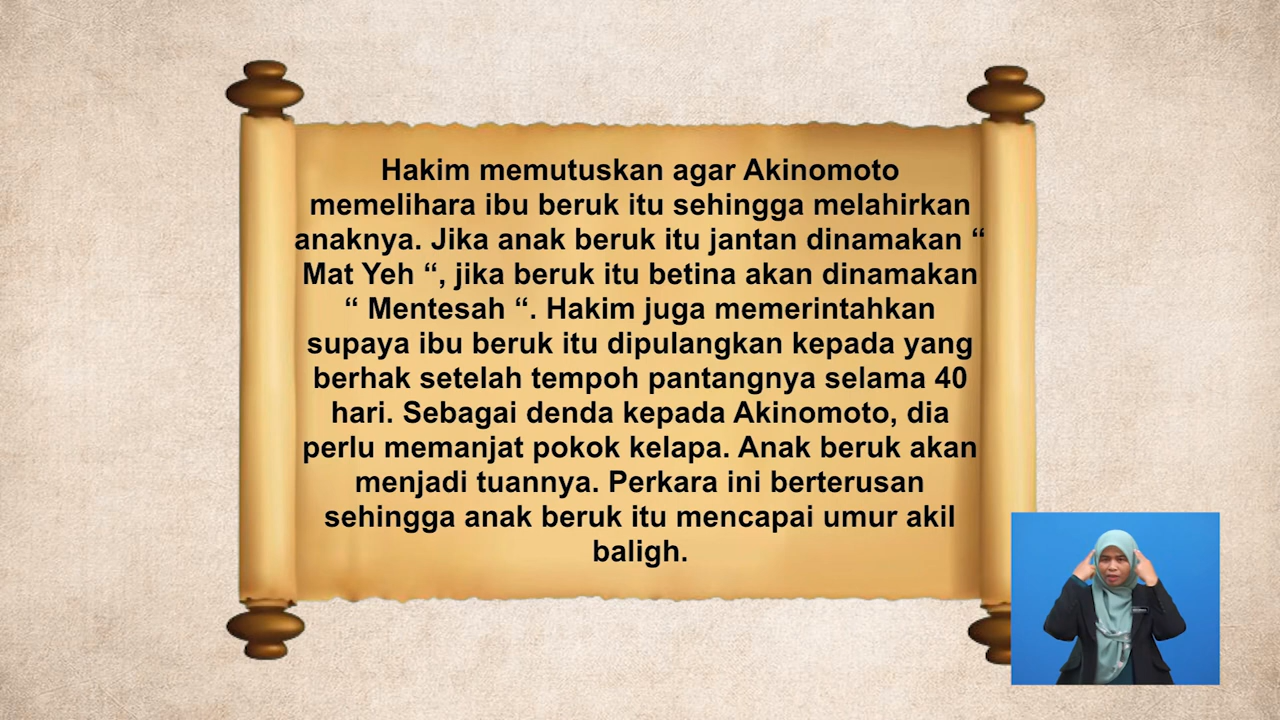 Hakim memutuskan agar Akinomoto
memelihara ibu beruk itu sehingga melahirkan
anaknya. Jika anak beruk itu jantan dinamakan “
Mat Yeh “, jika beruk itu betina akan dinamakan
“ Mentesah “. Hakim juga memerintahkan
supaya ibu beruk itu dipulangkan kepada yang
berhak setelah tempoh pantangnya selama 40
hari. Sebagai denda kepada Akinomoto, dia
perlu memanjat pokok kelapa. Anak beruk akan
menjadi tuannya. Perkara ini berterusan
sehingga anak beruk itu mencapai umur akil
baligh.